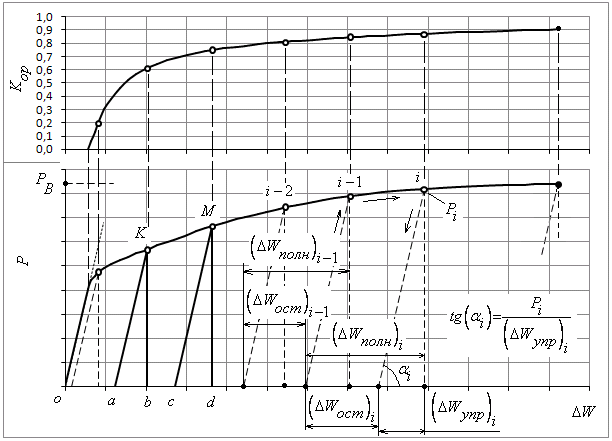 K_op
1,0
0,9
0,8
0,7
0,6
0,5
0,4
0,3
0,2
0,1
0,0
P_B
P
K
M
i-2
i-1
i
P_i
(ΔW_полн)_{i-1}
(ΔW_ост)_{i-1}
(ΔW_полн)_i
tg(α_i)=P_i/(ΔW_упр)_i
α_i
o a b c d
ΔW
(ΔW_ост)_i (ΔW_упр)_i